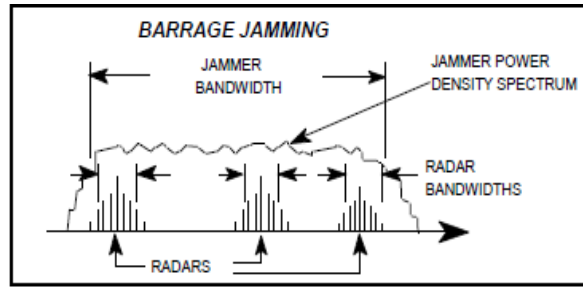 BARRAGE JAMMING
JAMMER
BANDWIDTH
JAMMER POWER
DENSITY SPECTRUM
RADAR
BANDWIDTHS
RADARS